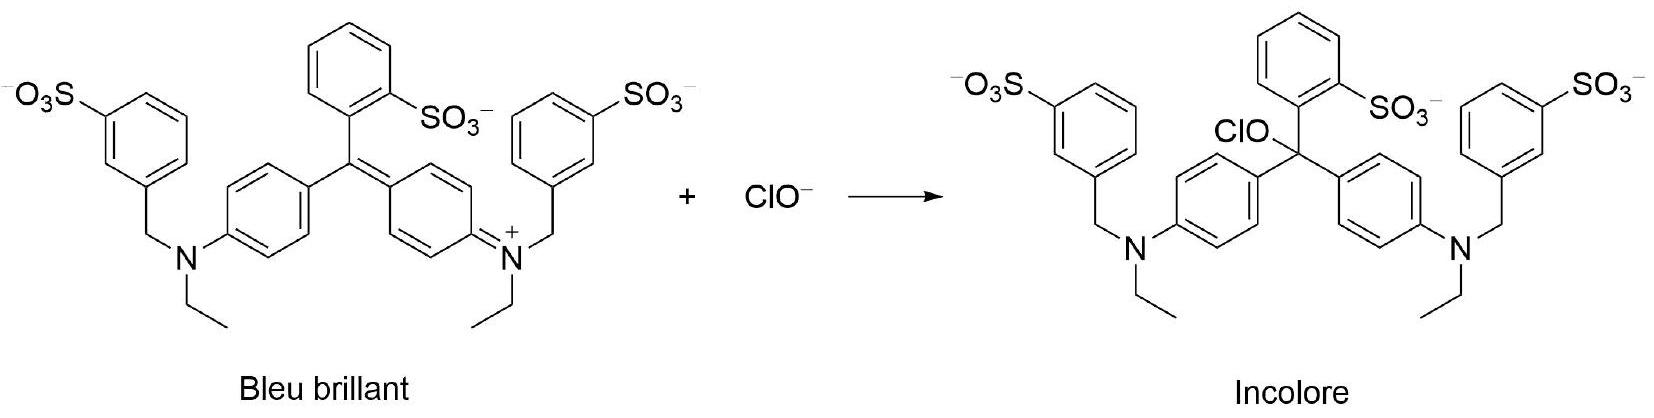 ⁻O₃S
SO₃⁻
SO₃⁻
N
N⁺
Bleu brillant
+
ClO⁻
⁻O₃S
SO₃⁻
SO₃⁻
ClO
N
N
Incolore